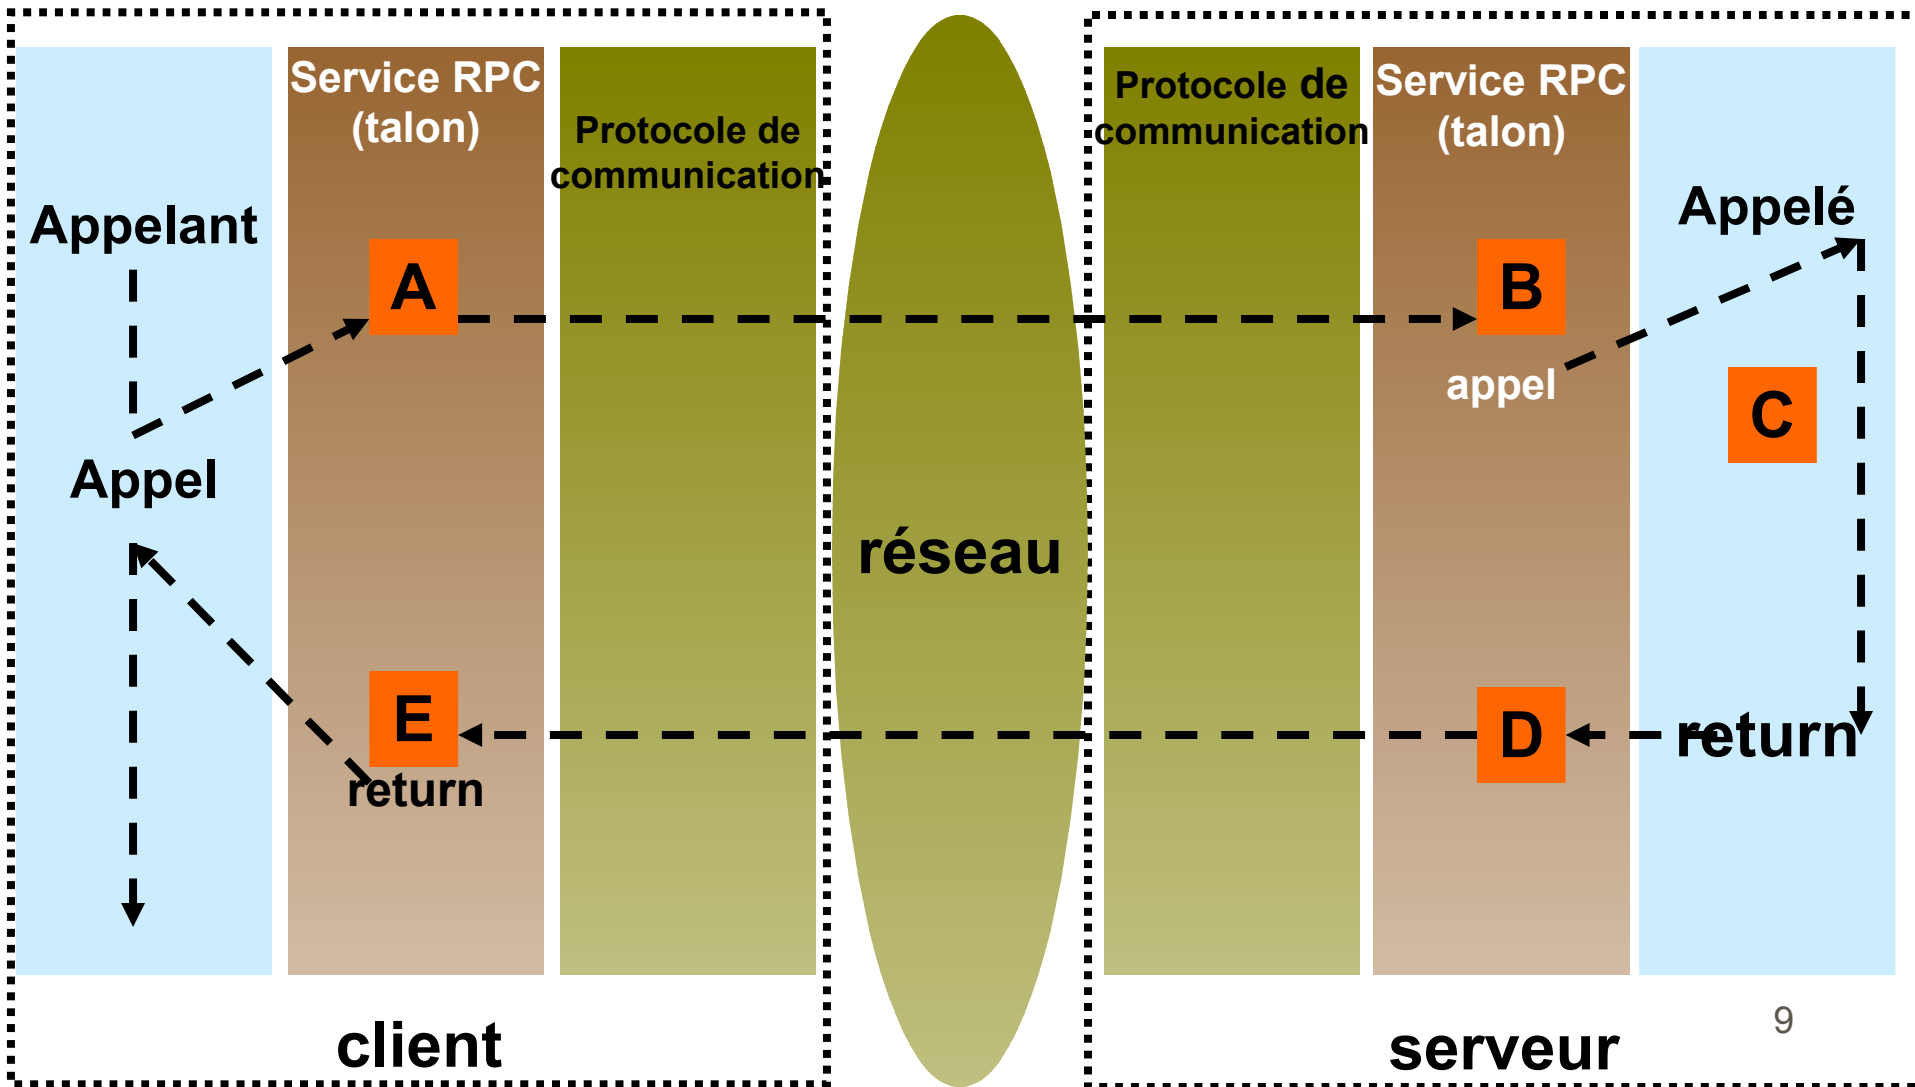 Service RPC
(talon)
Protocole de
communication
Appelant
A
Appel
E
return
client
réseau
Protocole de
communication
Service RPC
(talon)
Appelé
B
appel
C
D
return
serveur
9